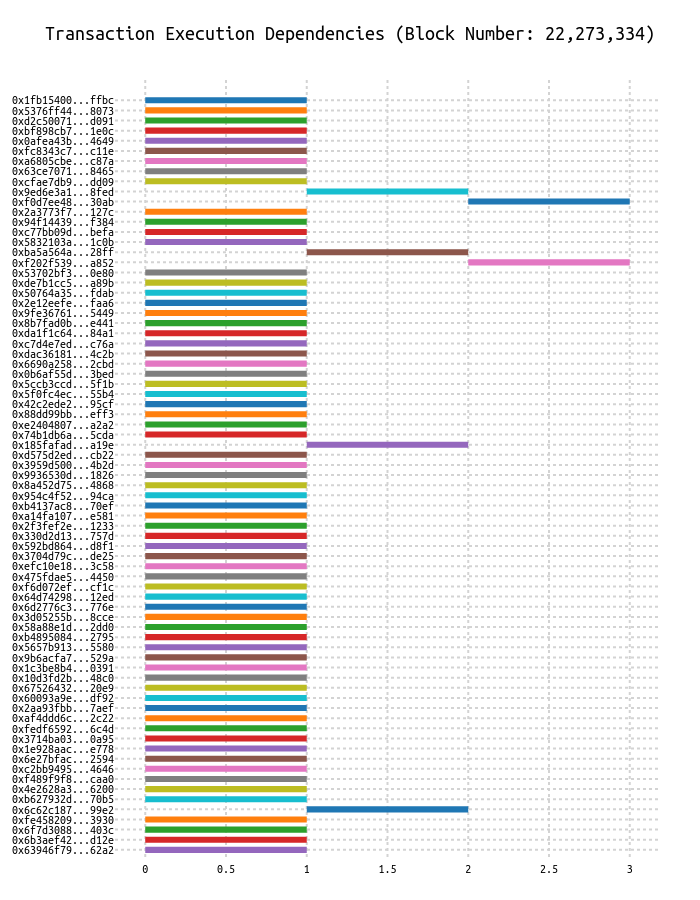 Transaction Execution Dependencies (Block Number: 22,273,334)
0x1fb15400...ffbc
0x5376ff44...8073
0xd2c50071...d091
0xbf898cb7...1e0c
0x0afea43b...4649
0xfc8343c7...c11e
0xa6805cbe...c87a
0x63ce7071...8465
0xcfae7db9...dd09
0x9ed6e3a1...8fed
0xf0d7ee48...30ab
0x2a3773f7...127c
0x94f14439...f384
0xc77bb09d...befa
0x5832103a...1c0b
0xba5a564a...28ff
0xf202f539...a852
0x53702bf3...0e80
0xde7b1cc5...a89b
0x50764a35...fdab
0x2e12eefe...faa6
0x9fe36761...5449
0x8b7fad0b...e441
0xda1f1c64...84a1
0xc7d4e7ed...c76a
0xdac36181...4c2b
0x6690a258...2cbd
0x0b6af55d...3bed
0x5ccb3ccd...5f1b
0x5f0fc4ec...55b4
0x42c2ede2...95cf
0x88dd99bb...eff3
0xe2404807...a2a2
0x74b1db6a...5cda
0x185fafad...a19e
0xd575d2ed...cb22
0x3959d500...4b2d
0x9936530d...1826
0x8a452d75...4868
0x954c4f52...94ca
0xb4137ac8...70ef
0xa14fa107...e581
0x2f3fef2e...1233
0x330d2d13...757d
0x592bd864...d8f1
0x3704d79c...de25
0xefc10e18...3c58
0x475fdae5...4450
0xf6d072ef...cf1c
0x64d74298...12ed
0x6d2776c3...776e
0x3d05255b...8cce
0x58a88e1d...2dd0
0xb4895084...2795
0x5657b913...5580
0x9b6acfa7...529a
0x1c3be8b4...0391
0x10d3fd2b...48c0
0x67526432...20e9
0x60093a9e...df92
0x2aa93fbb...7aef
0xaf4ddd6c...2c22
0xfedf6592...6c4d
0x3714ba03...0a95
0x1e928aac...e778
0x6e27bfac...2594
0xc2bb9495...4646
0xf489f9f8...caa0
0x4e2628a3...6200
0xb627932d...70b5
0x6c62c187...99e2
0xfe458209...3930
0x6f7d3088...403c
0x6b3aef42...d12e
0x63946f79...62a2
0 0.5 1 1.5 2 2.5 3